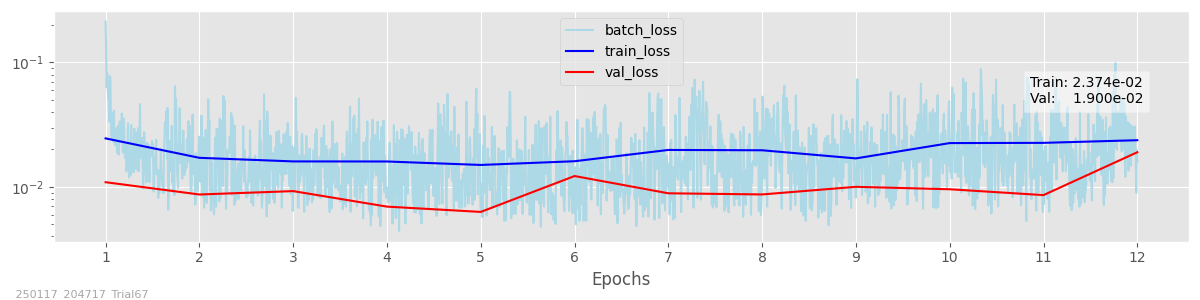 batch_loss
train_loss
val_loss
10⁻¹
10⁻²
Train: 2.374e-02
Val: 1.900e-02
1 2 3 4 5 6 7 8 9 10 11 12
Epochs
250117_204717_Trial67